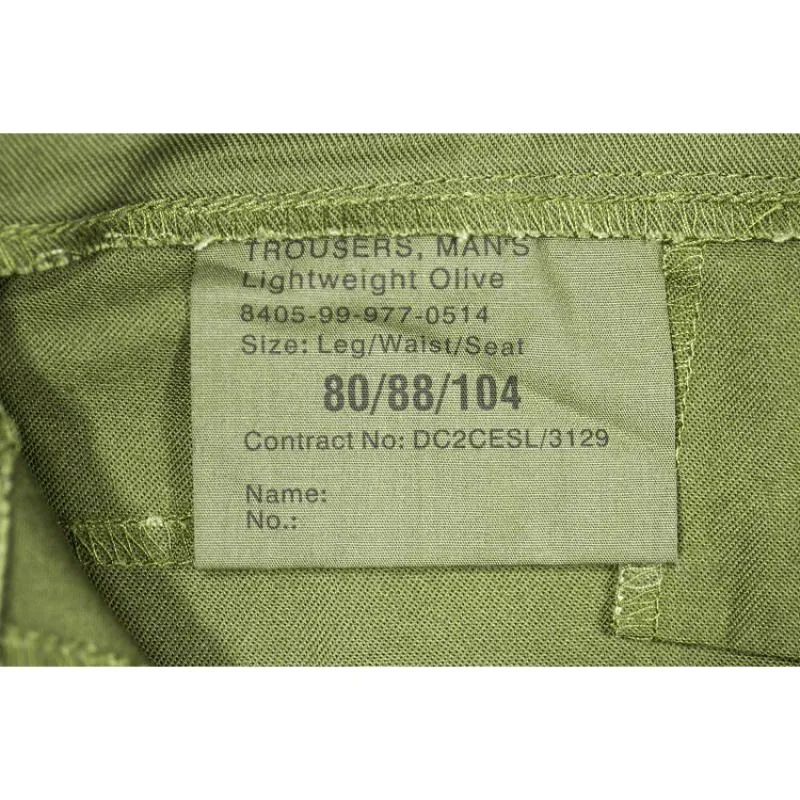 TROUSERS, MAN'S
Lightweight Olive
8405-99-977-0514
Size: Leg/Waist/Seat
80/88/104
Contract No: DC2CESL/3129
Name:
No.: